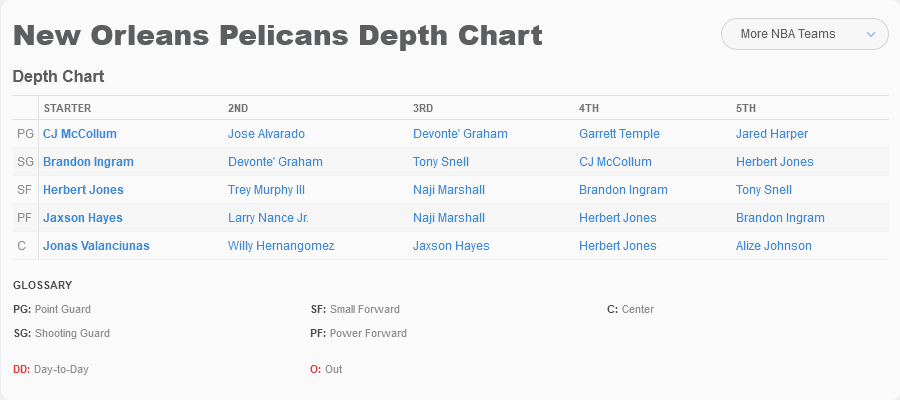 New Orleans Pelicans Depth Chart
More NBA Teams
Depth Chart
STARTER 2ND 3RD 4TH 5TH
PG CJ McCollum Jose Alvarado Devonte' Graham Garrett Temple Jared Harper
SG Brandon Ingram Devonte' Graham Tony Snell CJ McCollum Herbert Jones
SF Herbert Jones Trey Murphy III Naji Marshall Brandon Ingram Tony Snell
PF Jaxson Hayes Larry Nance Jr. Naji Marshall Herbert Jones Brandon Ingram
C Jonas Valanciunas Willy Hernangomez Jaxson Hayes Herbert Jones Alize Johnson
GLOSSARY
PG: Point Guard SF: Small Forward C: Center
SG: Shooting Guard PF: Power Forward
DD: Day-to-Day O: Out